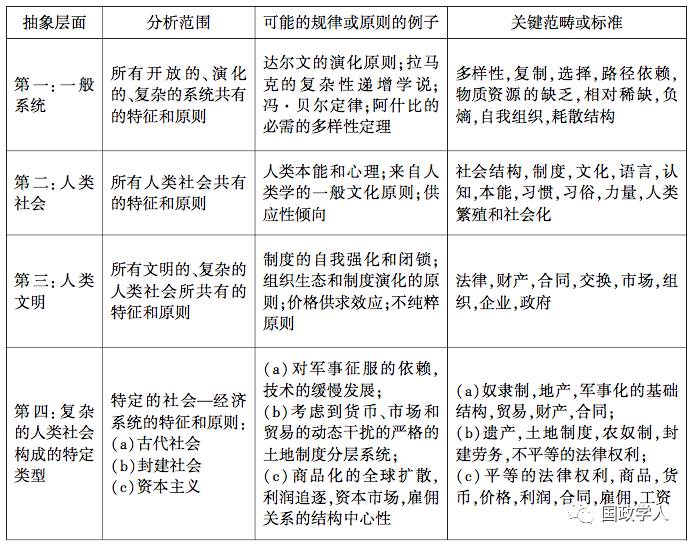 抽象层面
分析范围
可能的规律或原则的例子
关键范畴或标准
第一：一般
系统
所有开放的、演化
的、复杂的系统共有
的特征和原则
达尔文的演化原则；拉马
克的复杂性递增学说；
冯·贝尔定律；阿什比的
必需的多样性定理
多样性，复制，选择，路径依赖，
物质资源的缺乏，相对稀缺，负
熵，自我组织，耗散结构
第二：人类
社会
所有人类社会共有
的特征和原则
人类本能和心理；来自人
类学的一般文化原则；供
应性倾向
社会结构，制度，文化，语言，认
知，本能，习惯，习俗，力量，人类
繁殖和社会化
第三：人类
文明
所有文明的、复杂的
人类社会所共有的
特征和原则
制度的自我强化和闭锁；
组织生态和制度演化的原
则；价格供求效应；不纯粹
原则
法律，财产，合同，交换，市场，组
织，企业，政府
第四：复杂
的人类社会
构成的特定
类型
特定的社会—经济
系统的特征和原则：
(a)古代社会
(b)封建社会
(c)资本主义
(a)对军事征服的依赖，
技术的缓慢发展；
(b)考虑到货币、市场和
贸易的动态干扰的严格的
土地制度分层系统；
(c)商品化的全球扩散，
利润追逐，资本市场，雇佣
关系的结构中心性
(a)奴隶制，地产，军事化的基础
结构，贸易，财产，合同；
(b)遗产，土地制度，农奴制，封
建劳务，不平等的法律权利；
(c)平等的法律权利，商品，货
币，价格，利润，合同，雇佣，工资
国政学人